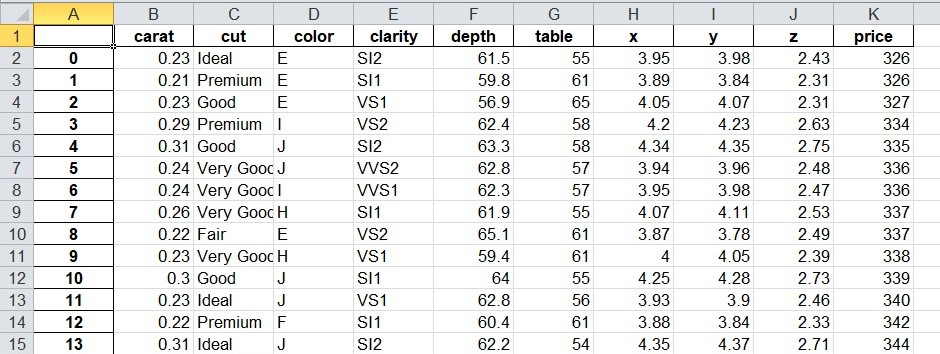 A B C D E F G H I J K
1 carat cut color clarity depth table x y z price
2 0 0.23 Ideal E SI2 61.5 55 3.95 3.98 2.43 326
3 1 0.21 Premium E SI1 59.8 61 3.89 3.84 2.31 326
4 2 0.23 Good E VS1 56.9 65 4.05 4.07 2.31 327
5 3 0.29 Premium I VS2 62.4 58 4.2 4.23 2.63 334
6 4 0.31 Good J SI2 63.3 58 4.34 4.35 2.75 335
7 5 0.24 Very Good J VVS2 62.8 57 3.94 3.96 2.48 336
8 6 0.24 Very Good I VVS1 62.3 57 3.95 3.98 2.47 336
9 7 0.26 Very Good H SI1 61.9 55 4.07 4.11 2.53 337
10 8 0.22 Fair E VS2 65.1 61 3.87 3.78 2.49 337
11 9 0.23 Very Good H VS1 59.4 61 4 4.05 2.39 338
12 10 0.3 Good J SI1 64 55 4.25 4.28 2.73 339
13 11 0.23 Ideal J VS1 62.8 56 3.93 3.9 2.46 340
14 12 0.22 Premium F SI1 60.4 61 3.88 3.84 2.33 342
15 13 0.31 Ideal J SI2 62.2 54 4.35 4.37 2.71 344